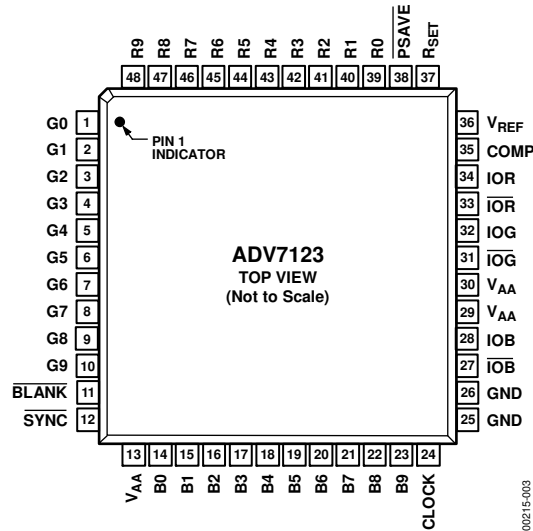 R9 R8 R7 R6 R5 R4 R3 R2 R1 R0 PSAVE RSET
48 47 46 45 44 43 42 41 40 39 38 37
G0 1
G1 2
G2 3
G3 4
G4 5
G5 6
G6 7
G7 8
G8 9
G9 10
BLANK 11
SYNC 12
PIN 1
INDICATOR
ADV7123
TOP VIEW
(Not to Scale)
36 VREF
35 COMP
34 IOR
33 IOR
32 IOG
31 IOG
30 VAA
29 VAA
28 IOB
27 IOB
26 GND
25 GND
13 14 15 16 17 18 19 20 21 22 23 24
VAA B0 B1 B2 B3 B4 B5 B6 B7 B8 B9 CLOCK
00215-003